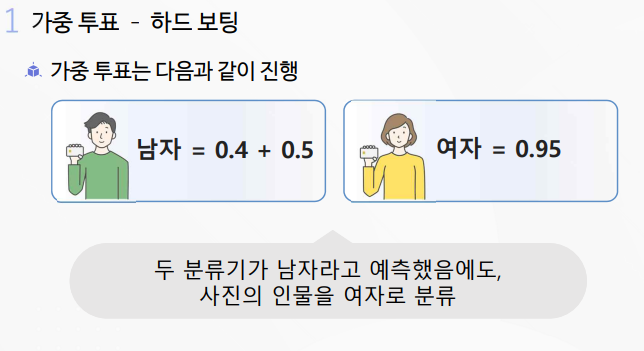 1 가중 투표 - 하드 보팅
가중 투표는 다음과 같이 진행
남자 = 0.4 + 0.5
여자 = 0.95
두 분류기가 남자라고 예측했음에도,
사진의 인물을 여자로 분류